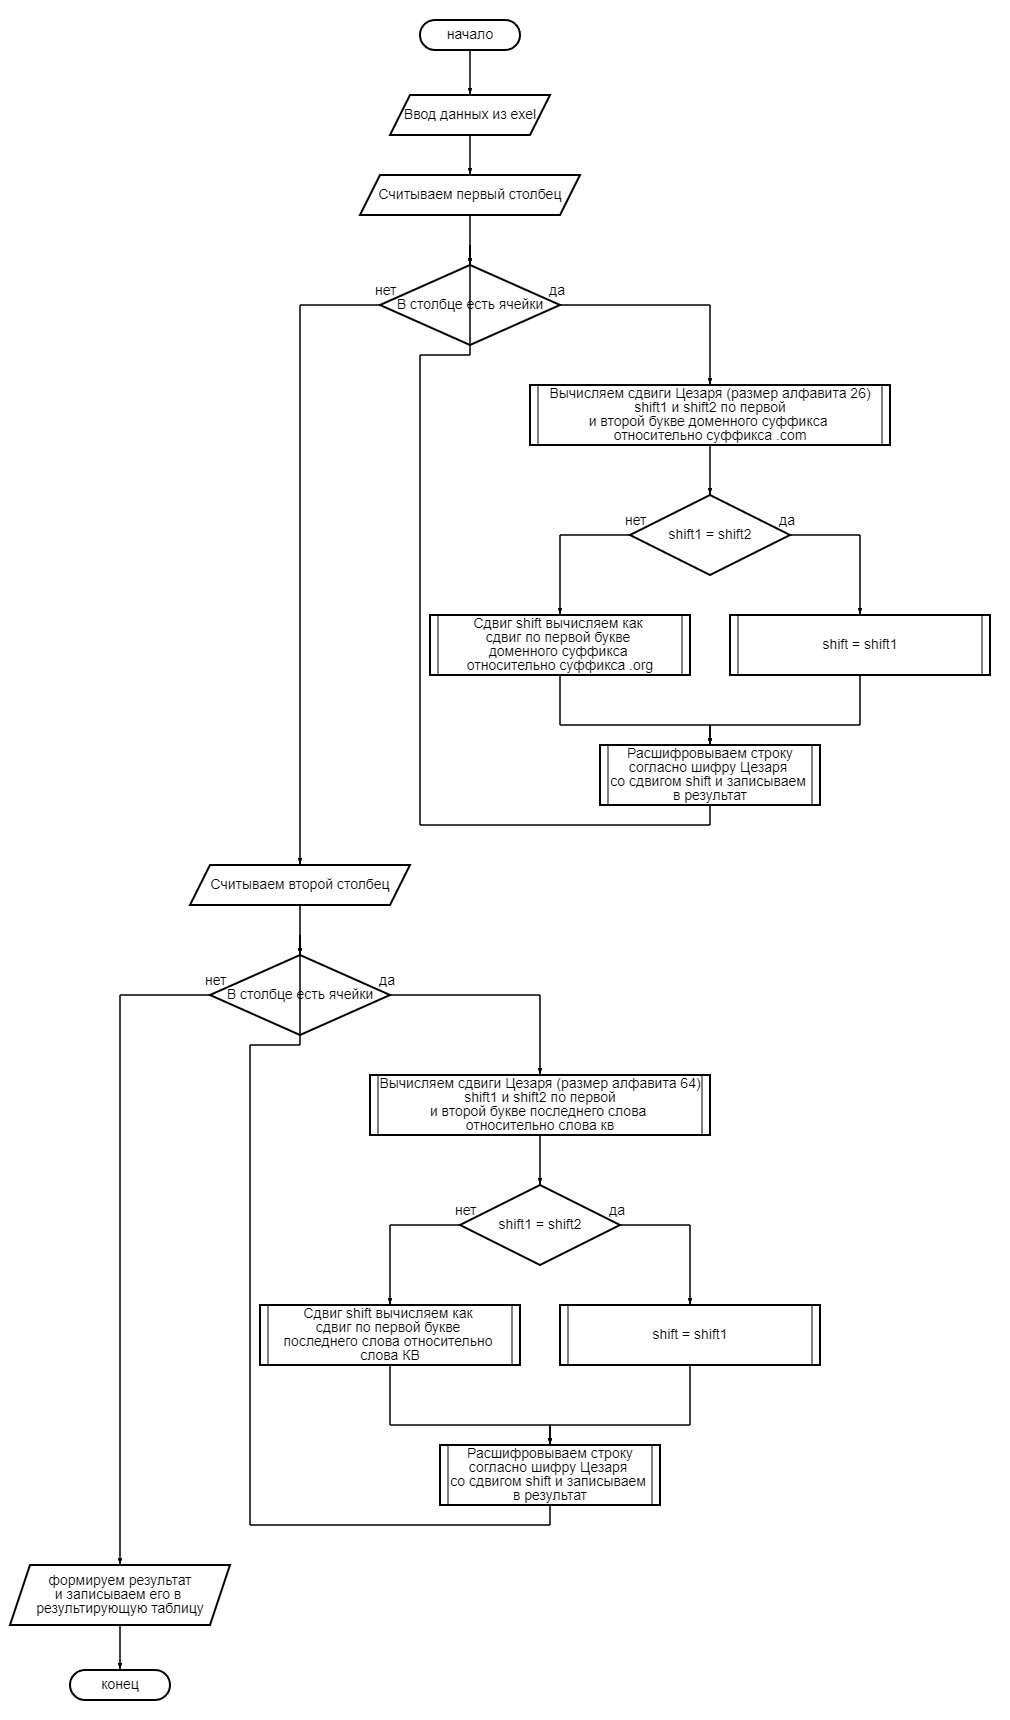 начало
Ввод данных из exel
Считываем первый столбец
нет
да
В столбце есть ячейки
Вычисляем сдвиги Цезаря (размер алфавита 26)
shift1 и shift2 по первой
и второй букве доменного суффикса
относительно суффикса .com
нет
да
shift1 = shift2
Сдвиг shift вычисляем как
сдвиг по первой букве
доменного суффикса
относительно суффикса .org
shift = shift1
Расшифровываем строку
согласно шифру Цезаря
со сдвигом shift и записываем
в результат
Считываем второй столбец
нет
да
В столбце есть ячейки
Вычисляем сдвиги Цезаря (размер алфавита 64)
shift1 и shift2 по первой
и второй букве последнего слова
относительно слова кв
нет
да
shift1 = shift2
Сдвиг shift вычисляем как
сдвиг по первой букве
последнего слова относительно
слова КВ
shift = shift1
Расшифровываем строку
согласно шифру Цезаря
со сдвигом shift и записываем
в результат
формируем результат
и записываем его в
результирующую таблицу
конец